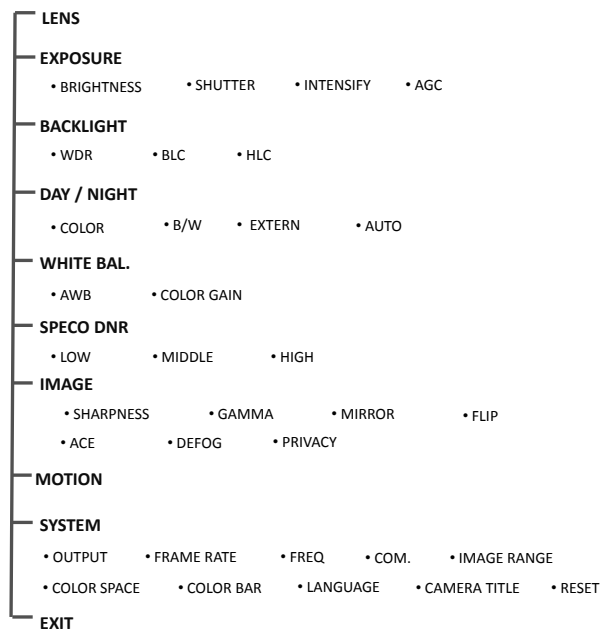 LENS
EXPOSURE
• BRIGHTNESS • SHUTTER • INTENSIFY • AGC
BACKLIGHT
• WDR • BLC • HLC
DAY / NIGHT
• COLOR • B/W • EXTERN • AUTO
WHITE BAL.
• AWB • COLOR GAIN
SPECO DNR
• LOW • MIDDLE • HIGH
IMAGE
• SHARPNESS • GAMMA • MIRROR • FLIP
• ACE • DEFOG • PRIVACY
MOTION
SYSTEM
• OUTPUT • FRAME RATE • FREQ • COM. • IMAGE RANGE
• COLOR SPACE • COLOR BAR • LANGUAGE • CAMERA TITLE • RESET
EXIT